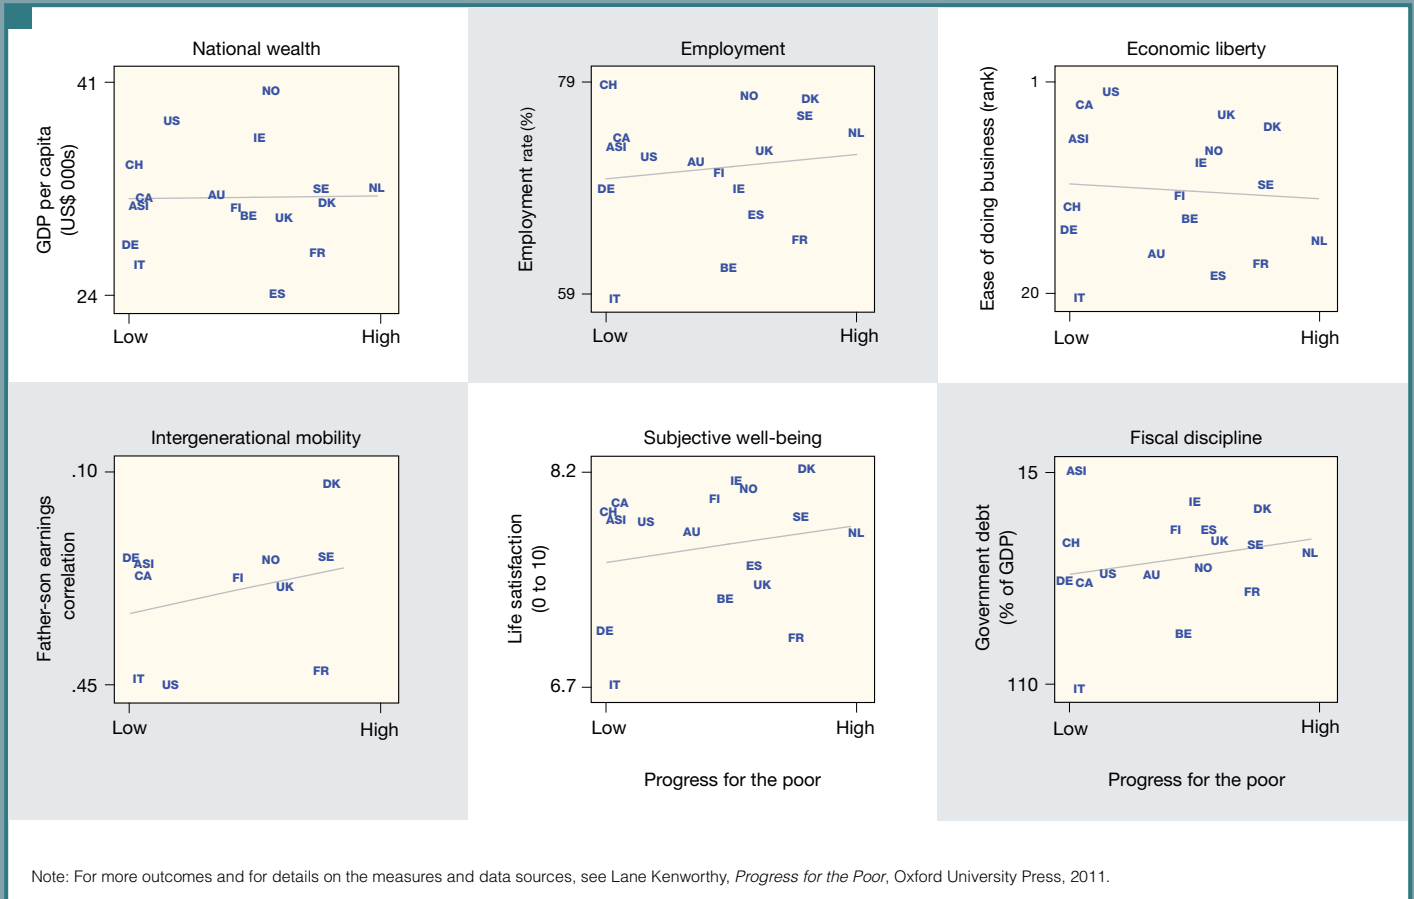 National wealth
GDP per capita
(US$ 000s)
41
24
NO
US
IE
CH
CA
ASI
AU
SE
NL
FI
DK
BE
UK
DE
FR
IT
ES
Low
High
Employment
Employment rate (%)
79
59
CH
NO
DK
SE
NL
CA
ASI
US
UK
AU
FI
DE
IE
ES
FR
BE
IT
Low
High
Economic liberty
Ease of doing business (rank)
1
20
US
CA
UK
DK
ASI
NO
IE
SE
FI
CH
BE
DE
NL
AU
FR
ES
IT
Low
High
Intergenerational mobility
Father-son earnings
correlation
.10
.45
DK
DE
ASI
NO
SE
CA
FI
UK
FR
IT
US
Low
High
Subjective well-being
Life satisfaction
(0 to 10)
8.2
6.7
DK
IE
NO
FI
CA
CH
ASI
US
SE
AU
NL
ES
UK
BE
DE
FR
IT
Low
High
Progress for the poor
Fiscal discipline
Government debt
(% of GDP)
15
110
ASI
IE
DK
FI
ES
CH
UK
SE
NL
NO
US
AU
DE
CA
FR
BE
IT
Low
High
Progress for the poor
Note: For more outcomes and for details on the measures and data sources, see Lane Kenworthy, Progress for the Poor, Oxford University Press, 2011.